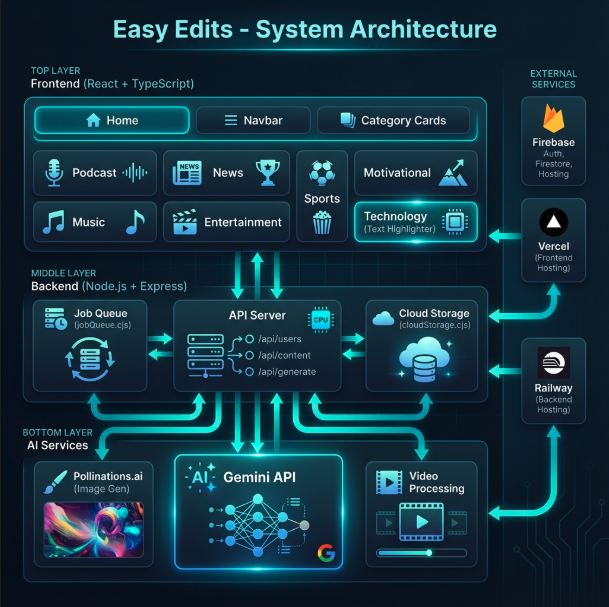 Easy Edits - System Architecture
TOP LAYER
Frontend (React + TypeScript)
Home
Navbar
Category Cards
Podcast
NEWS
News
Sports
Motivational
Music
Entertainment
Technology
(Text Highlighter)
MIDDLE LAYER
Backend (Node.js + Express)
Job Queue
(jobQueue.cjs)
API Server
CPU
/api/users
/api/content
/api/generate
Cloud Storage
(cloudStorage.cjs)
BOTTOM LAYER
AI Services
Pollinations.ai
(Image Gen)
AI
Gemini API
G
Video
Processing
EXTERNAL
SERVICES
Firebase
Auth,
Firestore,
Hosting
Vercel
(Frontend
Hosting)
Railway
(Backend
Hosting)